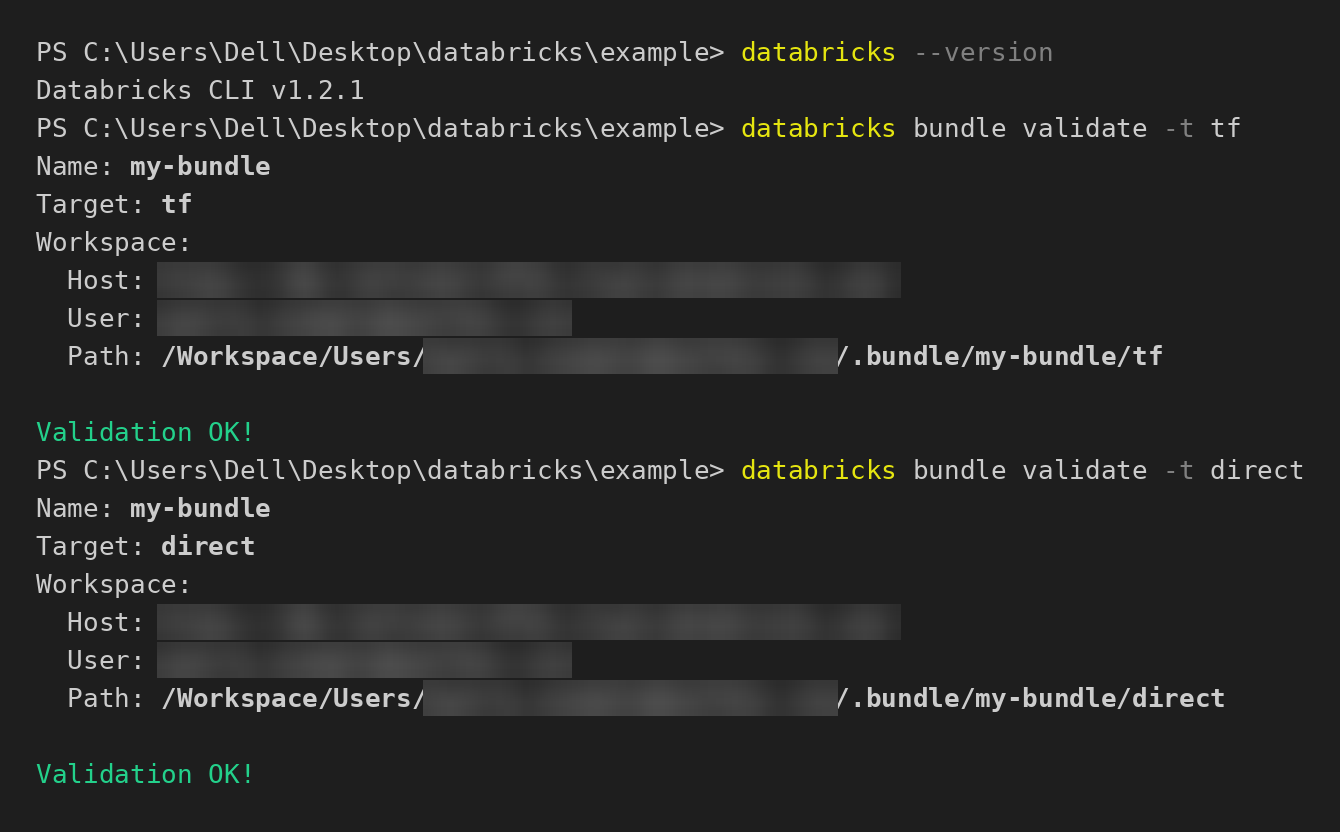 PS C:\Users\Dell\Desktop\databricks\example> databricks --version
Databricks CLI v1.2.1
PS C:\Users\Dell\Desktop\databricks\example> databricks bundle validate -t tf
Name: my-bundle
Target: tf
Workspace:
  Host:
  User:
  Path: /Workspace/Users/ /.bundle/my-bundle/tf

Validation OK!
PS C:\Users\Dell\Desktop\databricks\example> databricks bundle validate -t direct
Name: my-bundle
Target: direct
Workspace:
  Host:
  User:
  Path: /Workspace/Users/ /.bundle/my-bundle/direct

Validation OK!